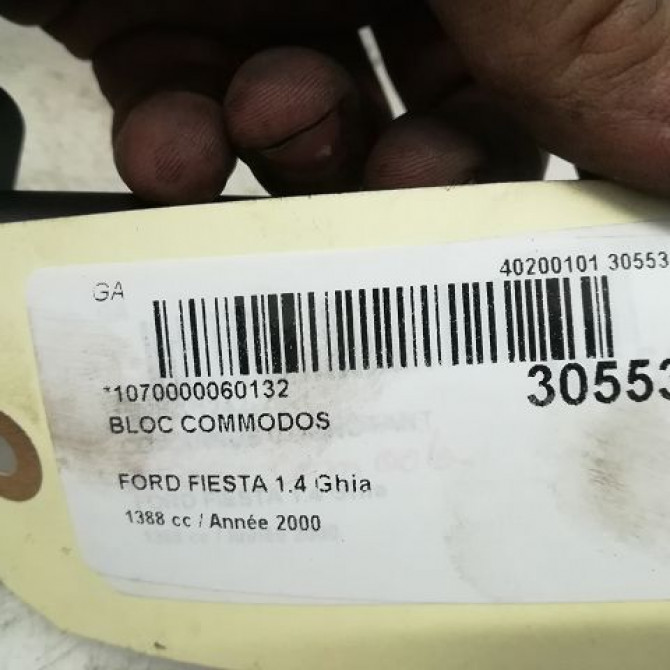 GA
40200101 30553
*1070000060132
30553
BLOC COMMODOS
FORD FIESTA 1.4 Ghia
1388 cc / Année 2000